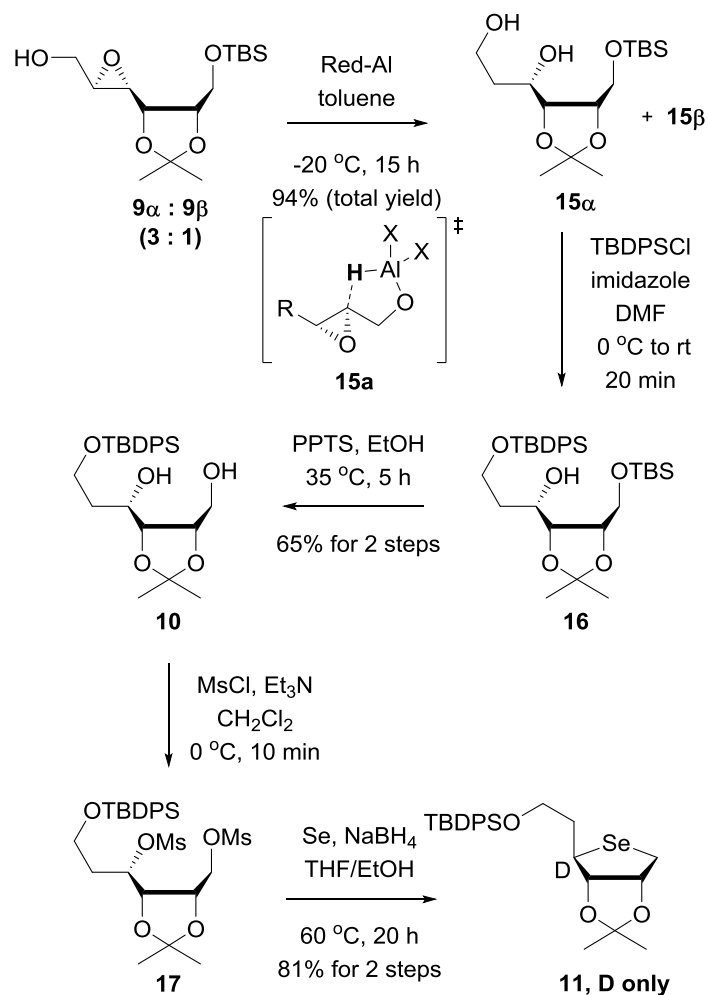 HO
O
OTBS
O
O
9α : 9β
(3 : 1)
Red-Al
toluene
-20 °C, 15 h
94% (total yield)
X
X
H
Al
O
R
O
‡
15a
OH
OH
OTBS
O
O
+ 15β
15α
TBDPSCl
imidazole
DMF
0 °C to rt
20 min
OTBDPS
OH
OTBS
O
O
16
PPTS, EtOH
35 °C, 5 h
65% for 2 steps
OTBDPS
OH
OH
O
O
10
MsCl, Et₃N
CH₂Cl₂
0 °C, 10 min
OTBDPS
OMs
OMs
O
O
17
Se, NaBH₄
THF/EtOH
60 °C, 20 h
81% for 2 steps
TBDPSO
Se
D
O
O
11, D only